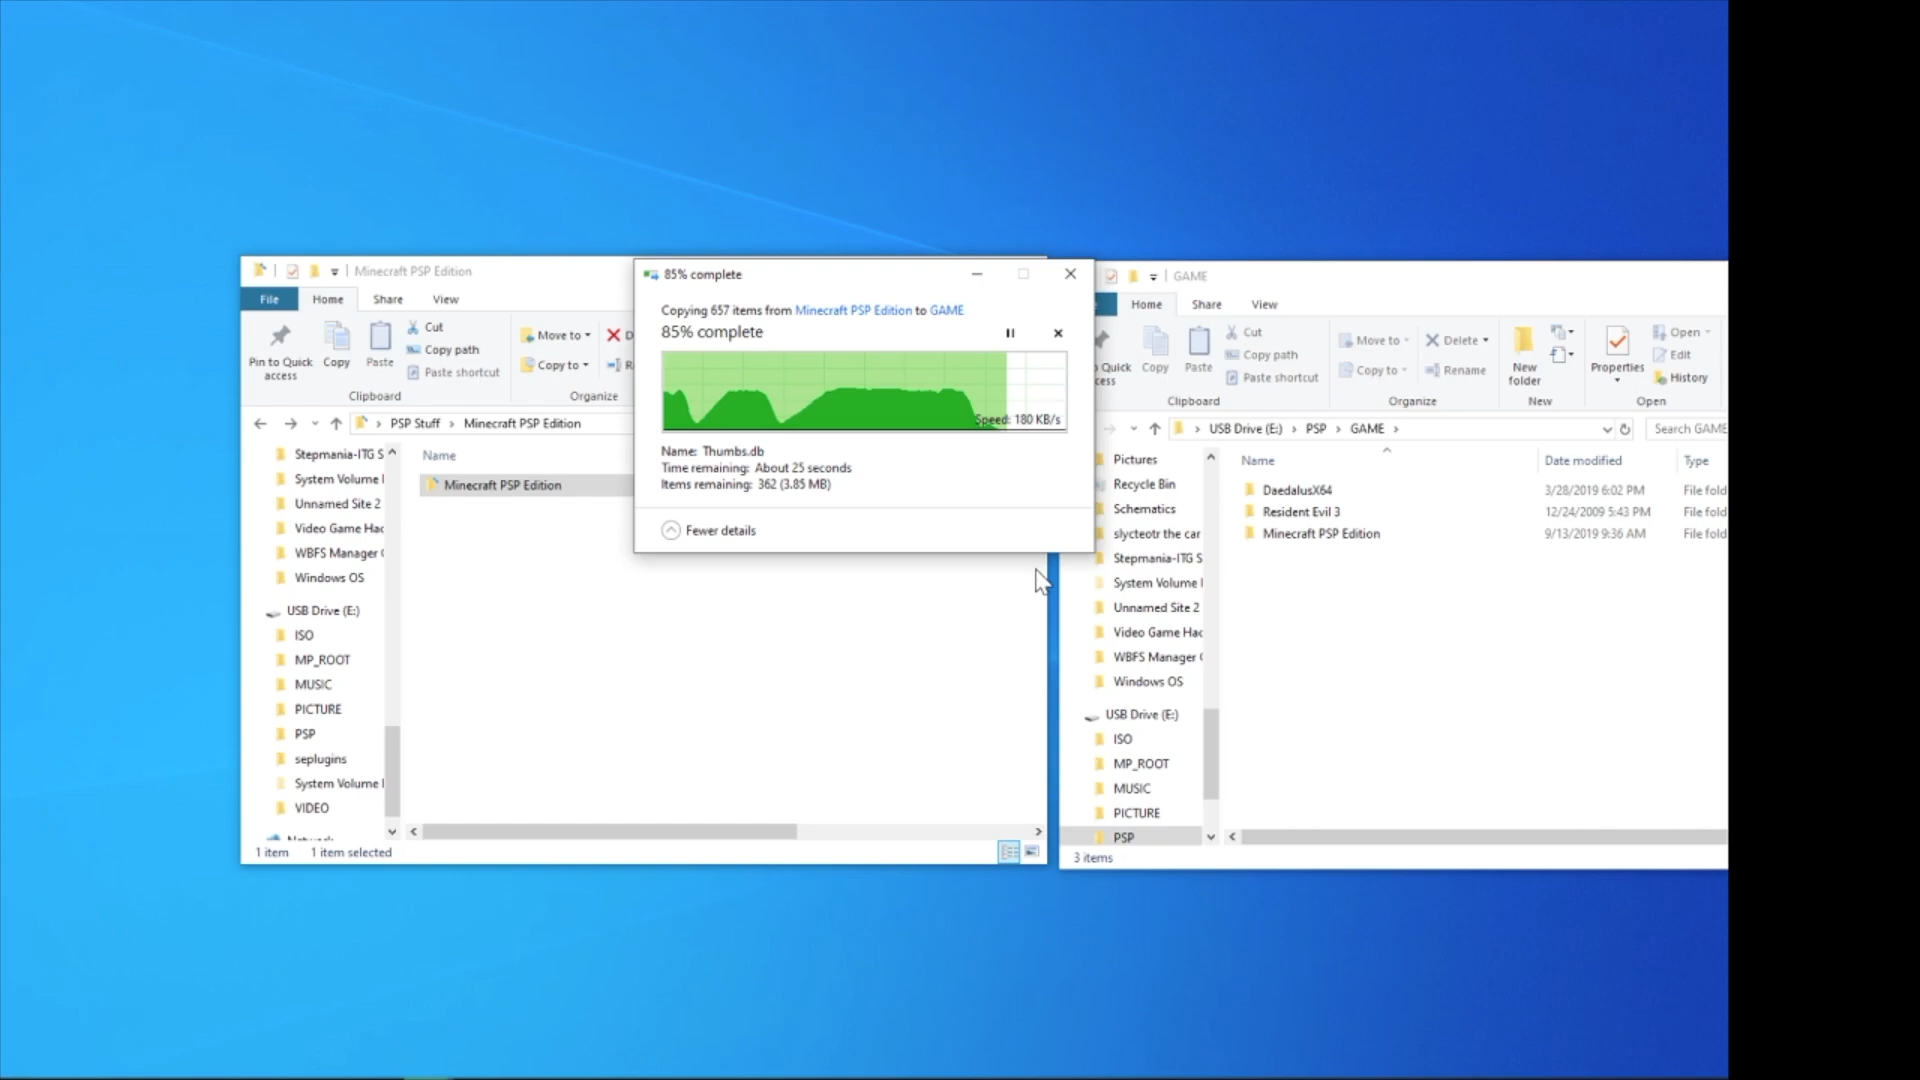 Minecraft PSP Edition
File Home Share View
Pin to Quick access
Copy
Paste
Cut
Copy path
Paste shortcut
Clipboard
Move to
Copy to
Organize
PSP Stuff > Minecraft PSP Edition
Stepmania-ITG S
System Volume
Unnamed Site 2
Video Game Hac
WBFS Manager
Windows OS
USB Drive (E:)
ISO
MP_ROOT
MUSIC
PICTURE
PSP
seplugins
System Volume
VIDEO
Name
Minecraft PSP Edition
1 item 1 item selected
85% complete
Copying 657 items from Minecraft PSP Edition to GAME
85% complete
Speed: 180 KB/s
Name: Thumbs.db
Time remaining: About 25 seconds
Items remaining: 362 (3.85 MB)
Fewer details
GAME
Home Share View
Quick
cess
Copy
Paste
Cut
Copy path
Paste shortcut
Clipboard
Move to
Copy to
Delete
Rename
Organize
New folder
New
Properties
Open
Edit
History
Open
USB Drive (E:) > PSP > GAME >
Search GAME
Pictures
Recycle Bin
Schematics
slycteotr the car
Stepmania-ITG S
System Volume
Unnamed Site 2
Video Game Hac
WBFS Manager
Windows OS
USB Drive (E:)
ISO
MP_ROOT
MUSIC
PICTURE
PSP
Name Date modified Type
DaedalusX64 3/28/2019 6:02 PM File fold
Resident Evil 3 12/24/2009 5:43 PM File fold
Minecraft PSP Edition 9/13/2019 9:36 AM File fold
3 items